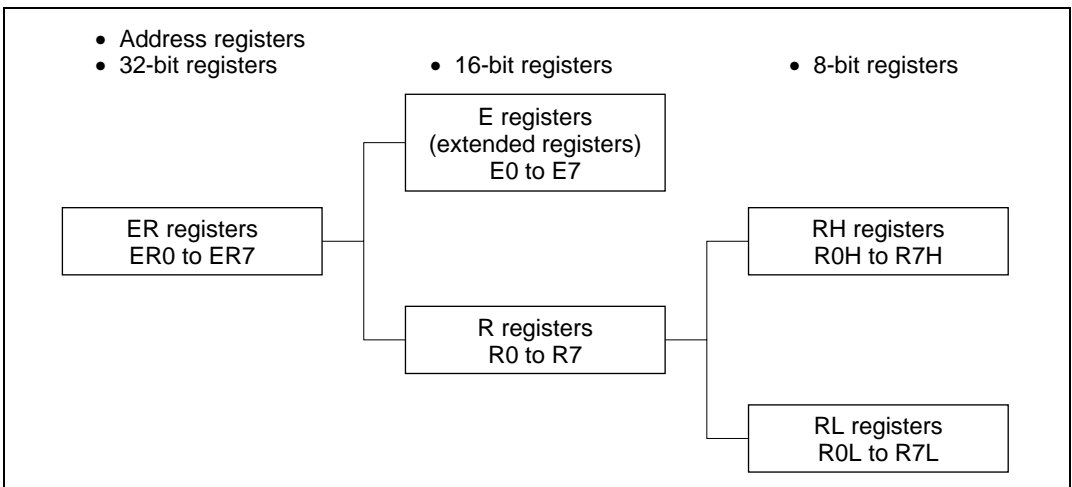 • Address registers
• 32-bit registers
• 16-bit registers
• 8-bit registers
E registers
(extended registers)
E0 to E7
ER registers
ER0 to ER7
RH registers
R0H to R7H
R registers
R0 to R7
RL registers
R0L to R7L